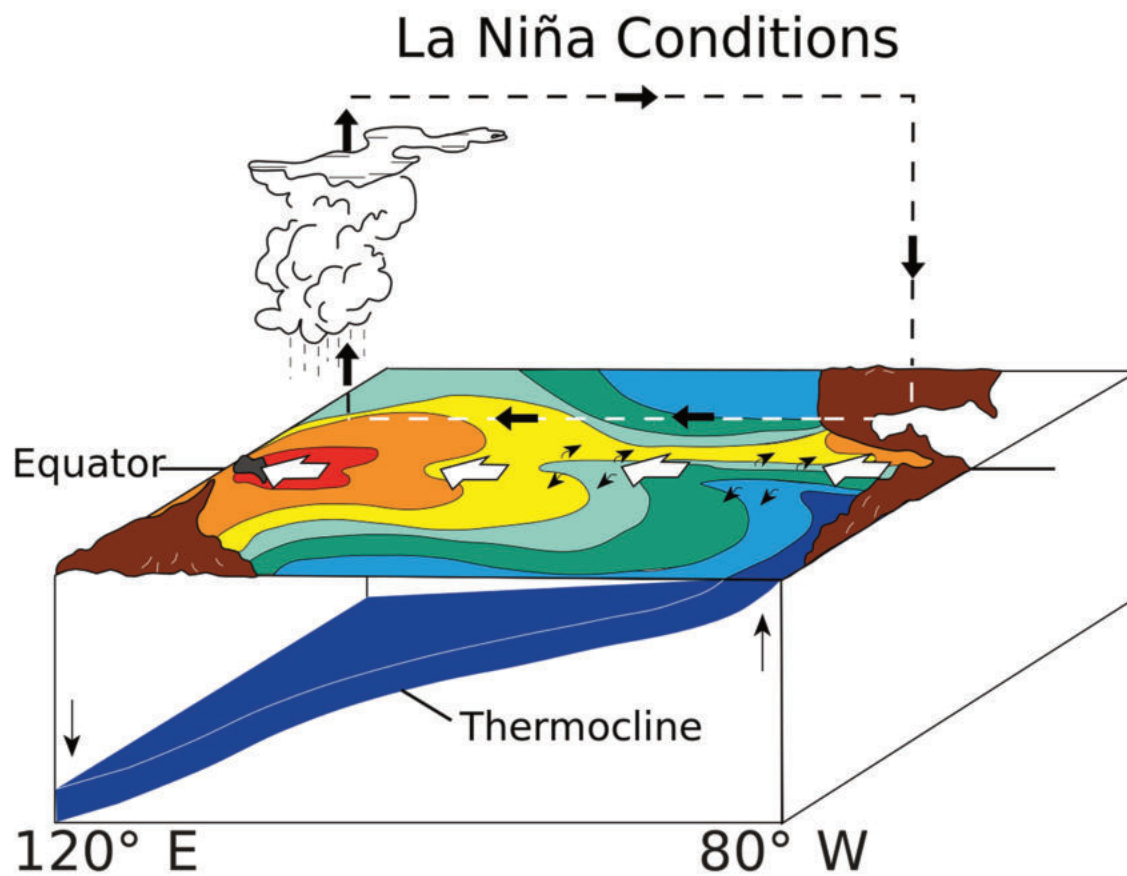 La Niña Conditions
Equator
Thermocline
120° E
80° W